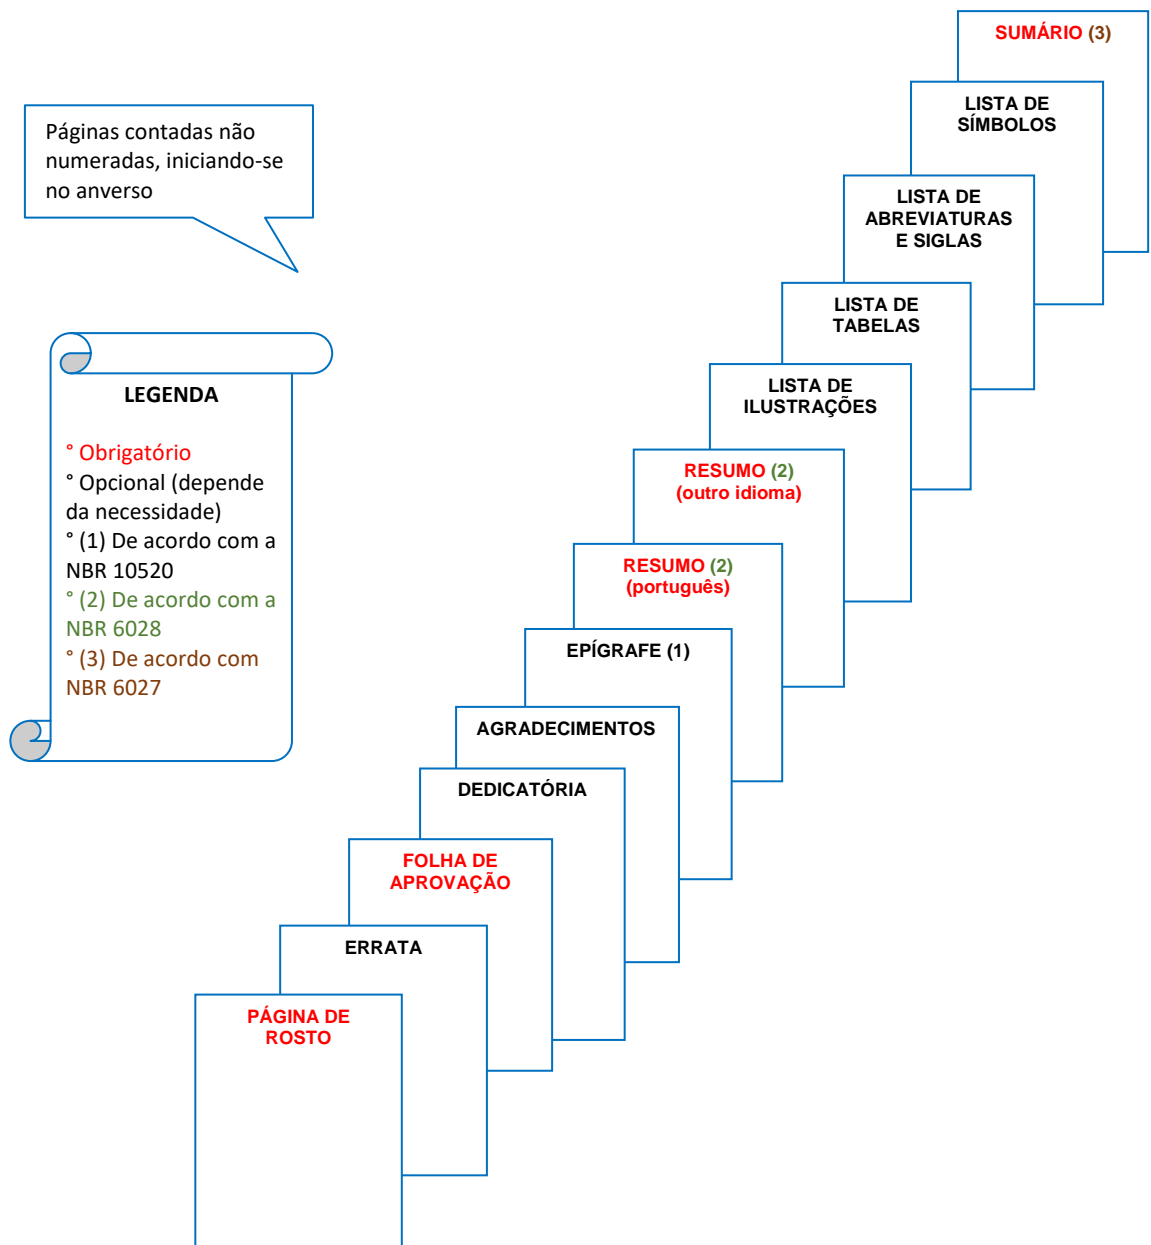 SUMÁRIO (3)
LISTA DE
SÍMBOLOS
Páginas contadas não
numeradas, iniciando-se
no anverso
LISTA DE
ABREVIATURAS
E SIGLAS
LISTA DE
TABELAS
LISTA DE
ILUSTRAÇÕES
LEGENDA
° Obrigatório
° Opcional (depende
da necessidade)
° (1) De acordo com a
NBR 10520
° (2) De acordo com a
NBR 6028
° (3) De acordo com
NBR 6027
RESUMO (2)
(outro idioma)
RESUMO (2)
(português)
EPÍGRAFE (1)
AGRADECIMENTOS
DEDICATÓRIA
FOLHA DE
APROVAÇÃO
ERRATA
PÁGINA DE
ROSTO